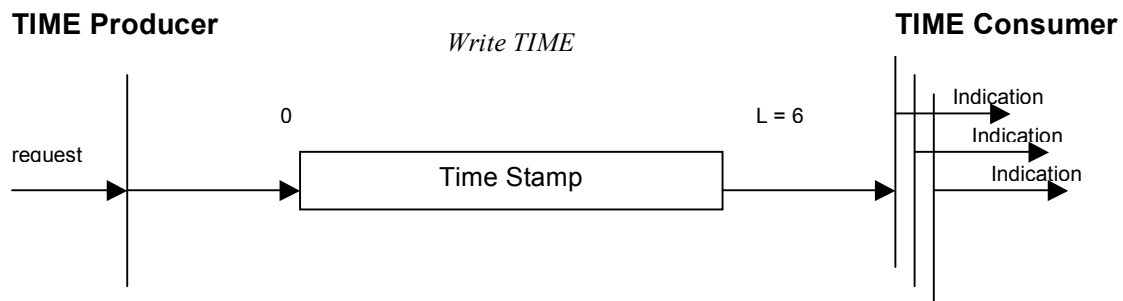 TIME Producer
Write TIME
TIME Consumer
0
L = 6
Indication
request
Indication
Time Stamp
Indication